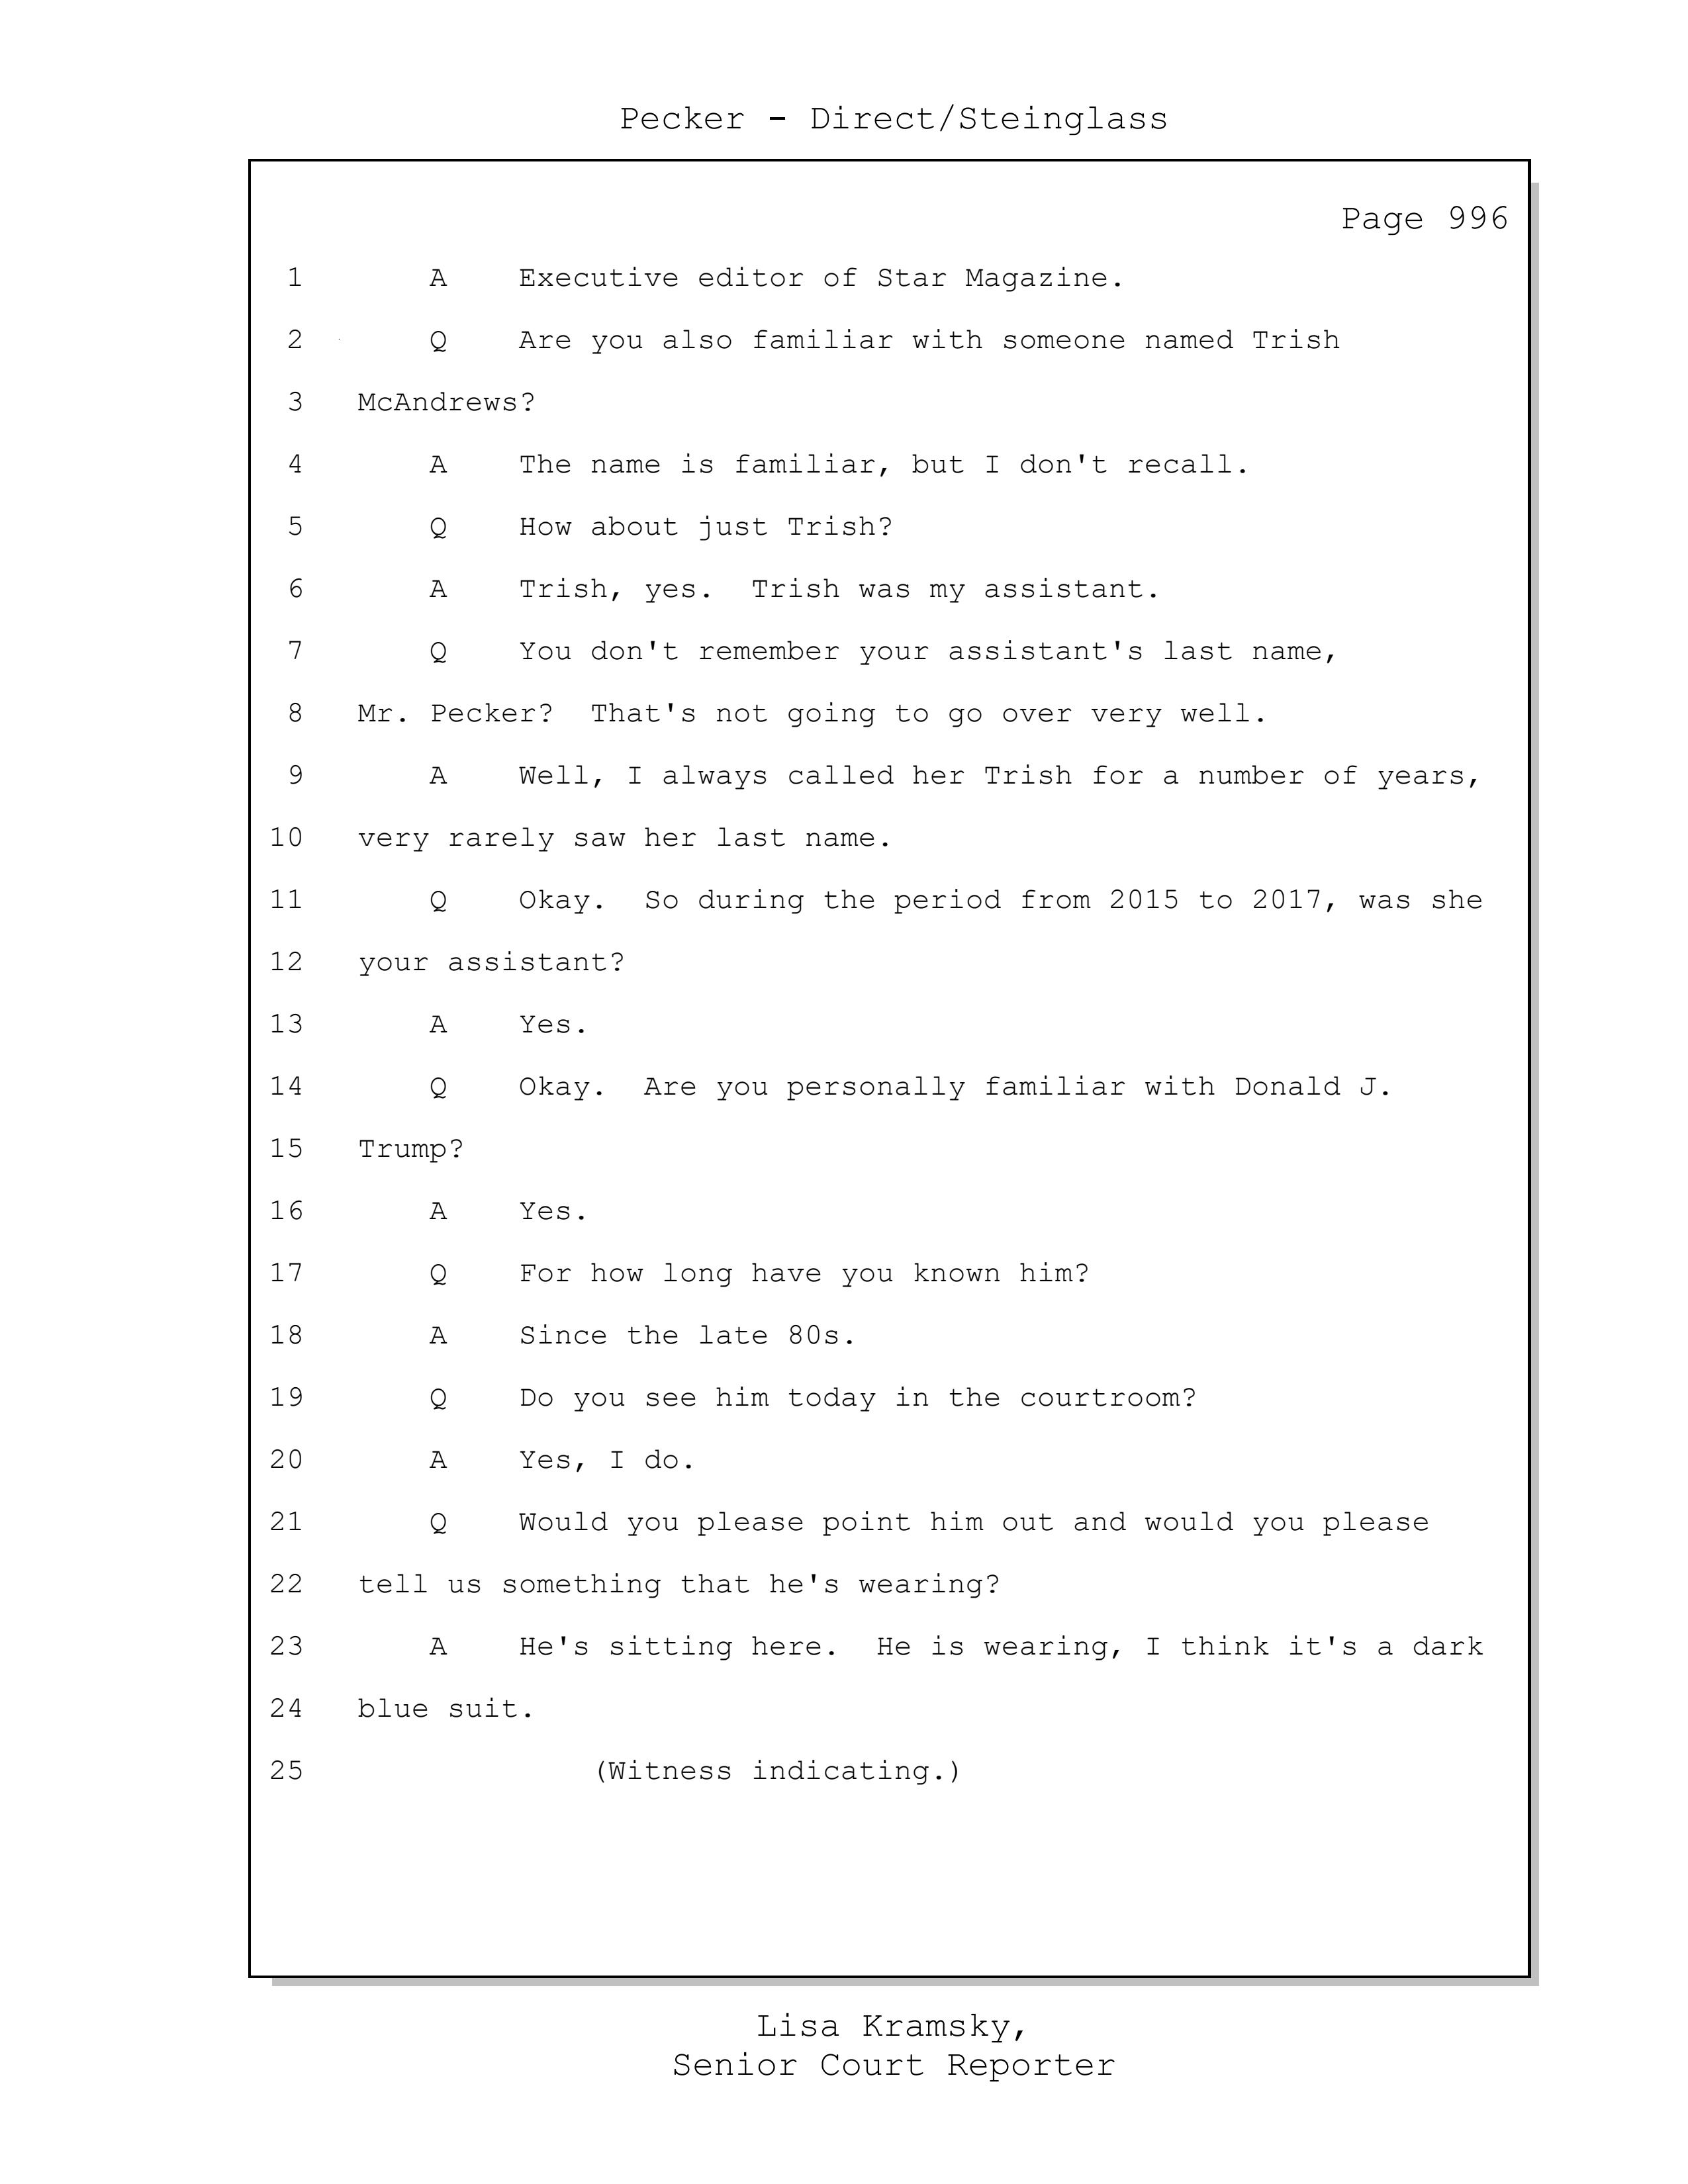 Pecker - Direct/Steinglass
Page 996
1 A Executive editor of Star Magazine.
2 Q Are you also familiar with someone named Trish
3 McAndrews?
4 A The name is familiar, but I don't recall.
5 Q How about just Trish?
6 A Trish, yes. Trish was my assistant.
7 Q You don't remember your assistant's last name,
8 Mr. Pecker? That's not going to go over very well.
9 A Well, I always called her Trish for a number of years,
10 very rarely saw her last name.
11 Q Okay. So during the period from 2015 to 2017, was she
12 your assistant?
13 A Yes.
14 Q Okay. Are you personally familiar with Donald J.
15 Trump?
16 A Yes.
17 Q For how long have you known him?
18 A Since the late 80s.
19 Q Do you see him today in the courtroom?
20 A Yes, I do.
21 Q Would you please point him out and would you please
22 tell us something that he's wearing?
23 A He's sitting here. He is wearing, I think it's a dark
24 blue suit.
25 (Witness indicating.)
Lisa Kramsky,
Senior Court Reporter